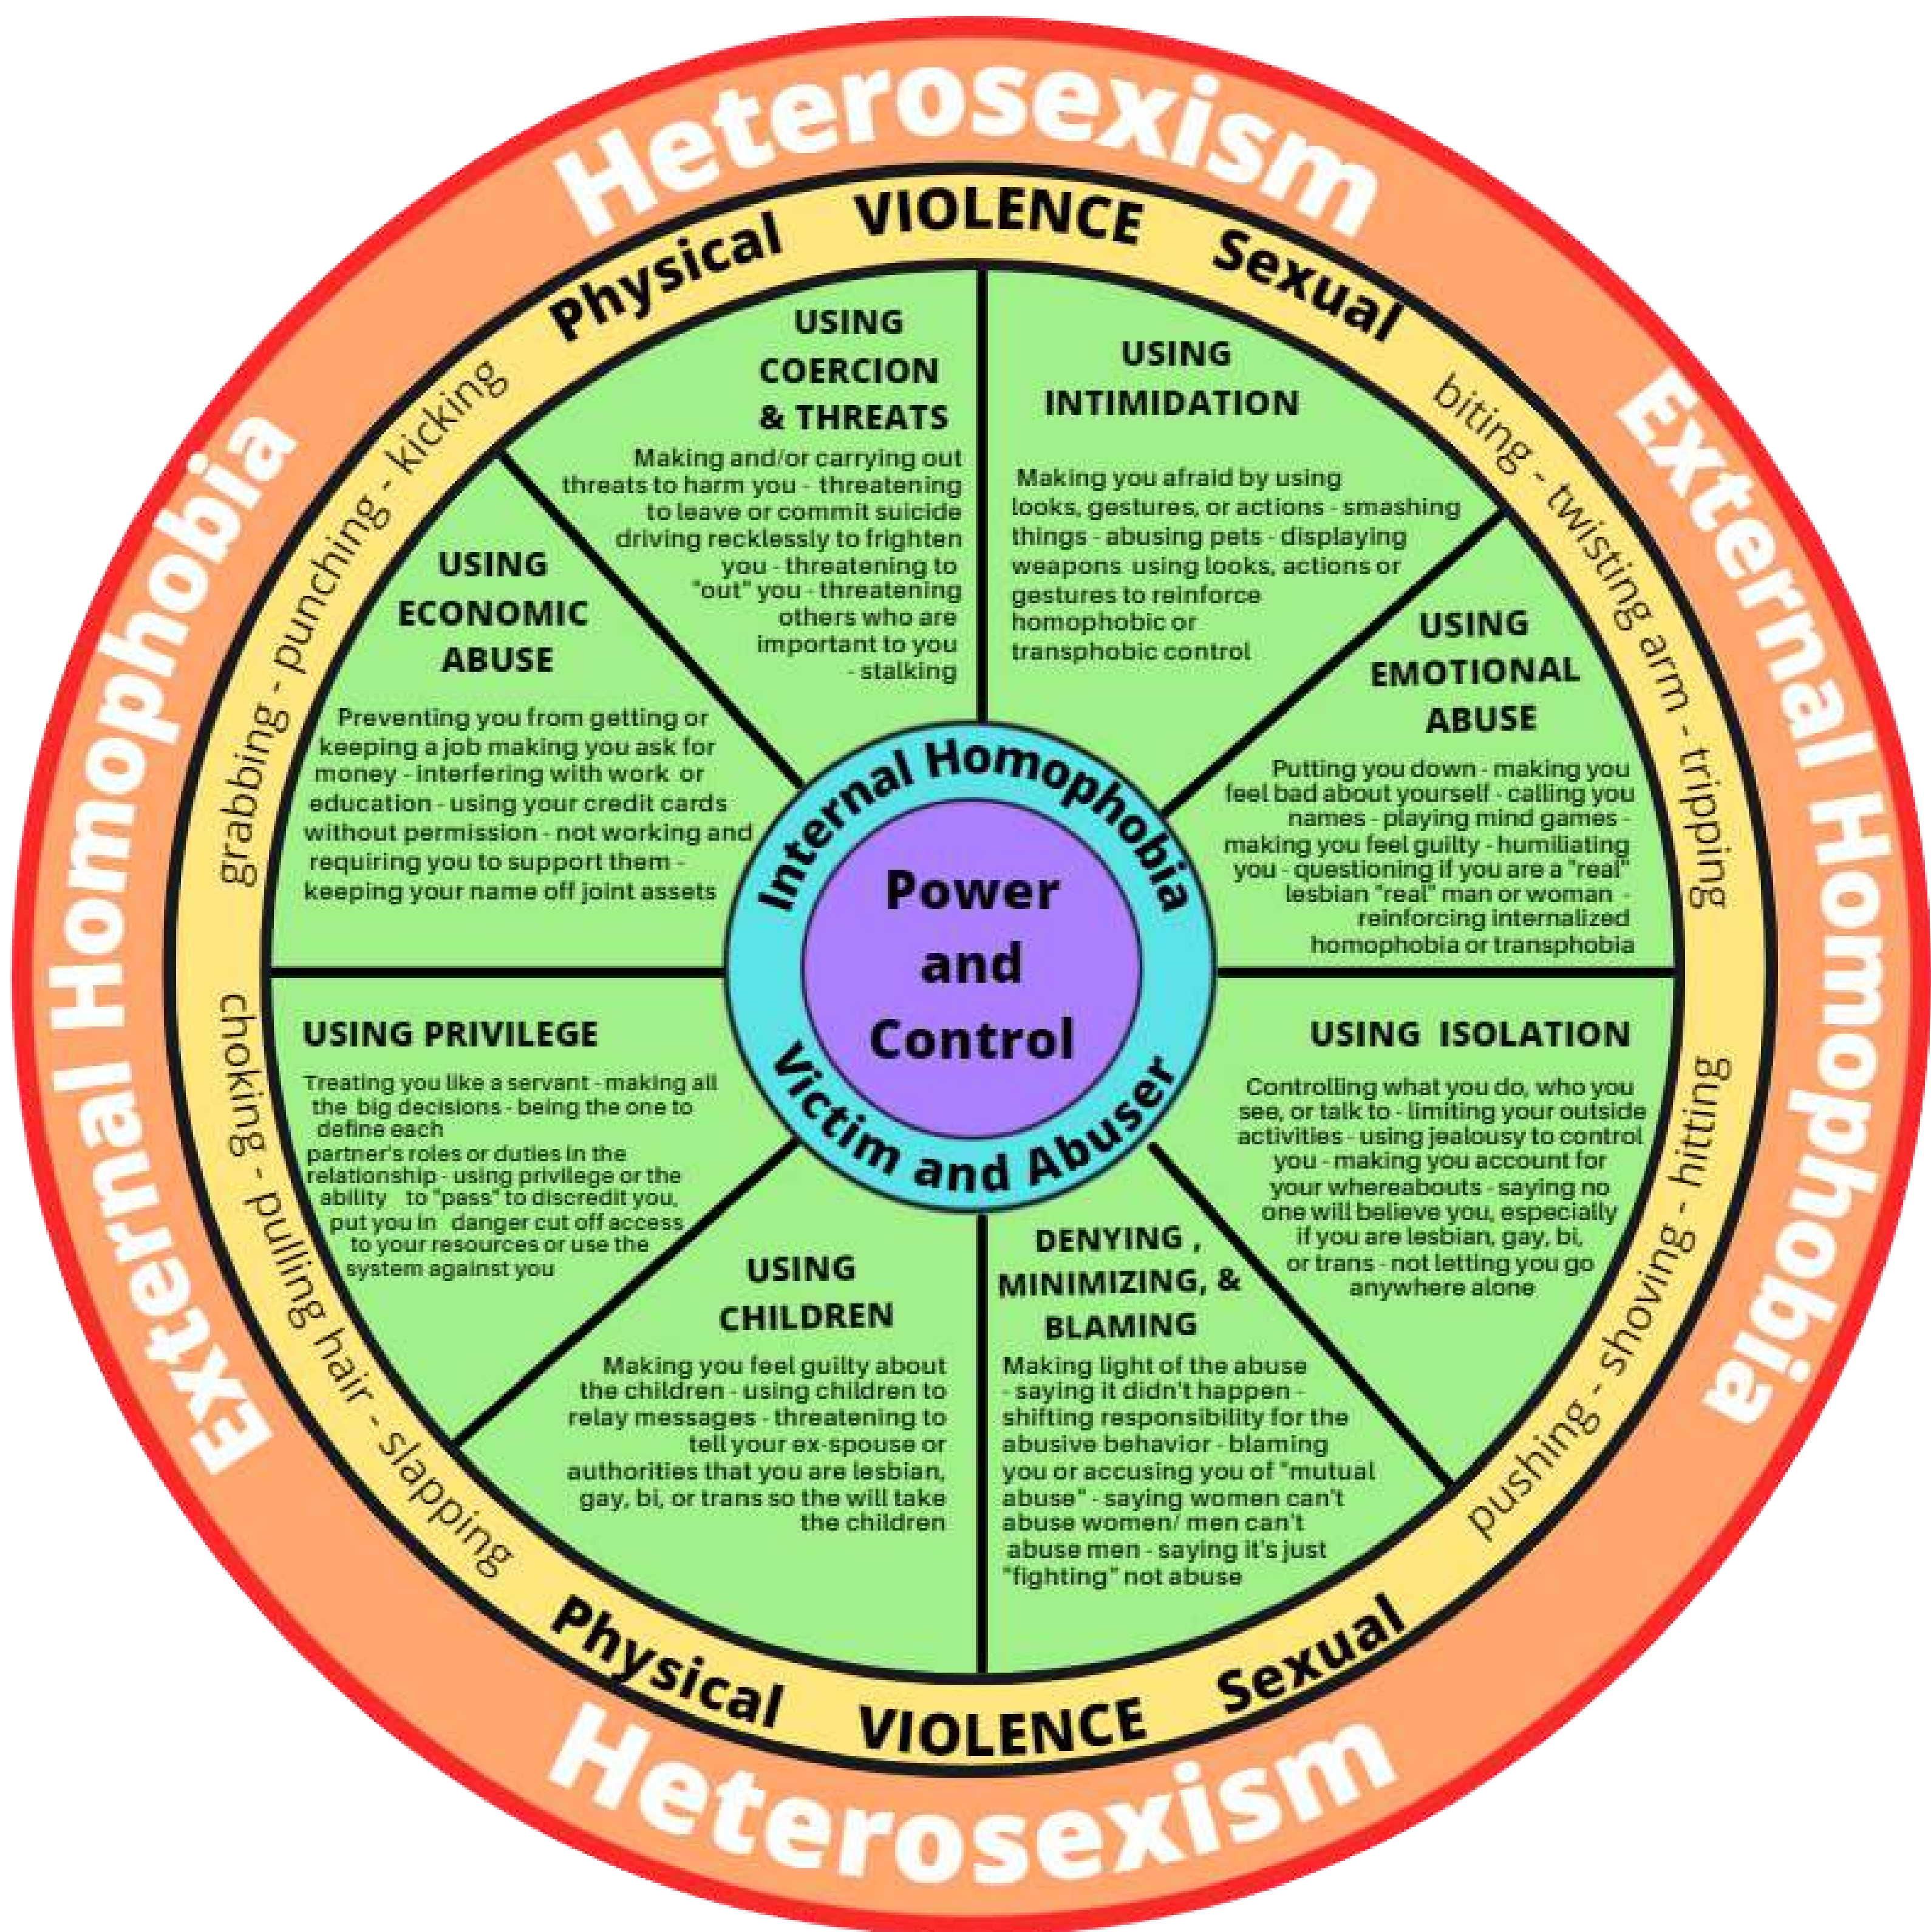 Heterosexism
External Homophobia
External Homophobia
Physical VIOLENCE Sexual
grabbing - punching - kicking
biting - twisting arm - tripping
USING
COERCION
& THREATS
Making and/or carrying out
threats to harm you - threatening
to leave or commit suicide
driving recklessly to frighten
you - threatening to
"out" you - threatening
others who are
important to you
- stalking
USING
INTIMIDATION
Making you afraid by using
looks, gestures, or actions - smashing
things - abusing pets - displaying
weapons using looks, actions or
gestures to reinforce
homophobic or
transphobic control
USING
EMOTIONAL
ABUSE
Putting you down - making you
feel bad about yourself - calling you
names - playing mind games -
making you feel guilty - humiliating
you - questioning if you are a "real"
lesbian "real" man or woman -
reinforcing internalized
homophobia or transphobia
USING ISOLATION
Controlling what you do, who you
see, or talk to - limiting your outside
activities - using jealousy to control
you - making you account for
your whereabouts - saying no
one will believe you, especially
if you are lesbian, gay, bi,
or trans - not letting you go
anywhere alone
DENYING ,
MINIMIZING, &
BLAMING
Making light of the abuse
- saying it didn't happen -
shifting responsibility for the
abusive behavior - blaming
you or accusing you of "mutual
abuse" - saying women can't
abuse women/ men can't
abuse men - saying it's just
"fighting" not abuse
USING
CHILDREN
Making you feel guilty about
the children - using children to
relay messages - threatening to
tell your ex-spouse or
authorities that you are lesbian,
gay, bi, or trans so the will take
the children
USING PRIVILEGE
Treating you like a servant - making all
the big decisions - being the one to
define each
partner's roles or duties in the
relationship - using privilege or the
ability to "pass" to discredit you,
put you in danger cut off access
to your resources or use the
system against you
USING
ECONOMIC
ABUSE
Preventing you from getting or
keeping a job making you ask for
money - interfering with work or
education - using your credit cards
without permission - not working and
requiring you to support them -
keeping your name off joint assets
Internal Homophobia
Power
and
Control
Victim and Abuser
choking - pulling hair - slapping
pushing - shoving - hitting
Physical VIOLENCE Sexual
Heterosexism